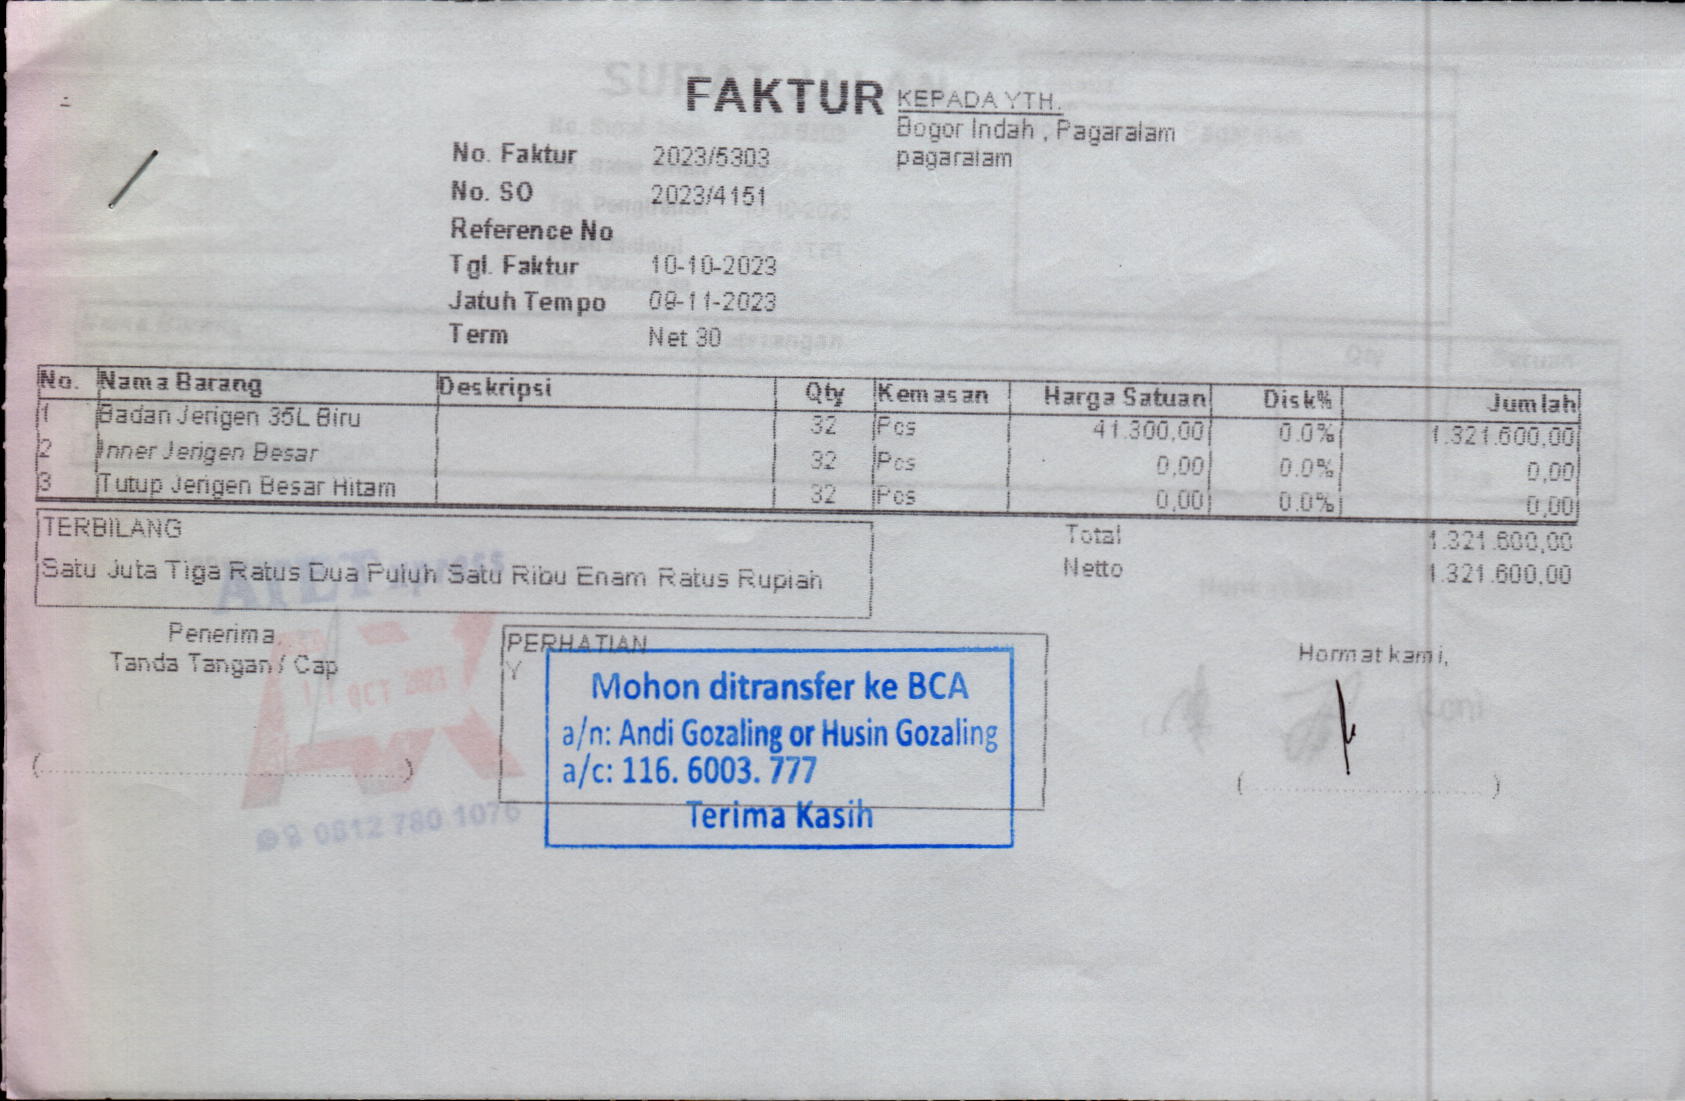 FAKTUR
KEPADA YTH.
Bogor Indah , Pagaralam
pagaralam
No. Faktur 2023/5303
No. SO 2023/4151
Reference No
Tgl. Faktur 10-10-2023
Jatuh Tempo 09-11-2023
Term Net 30
No. Nama Barang Deskripsi Qty Kemasan Harga Satuan Disk% Jumlah
1 Badan Jerigen 35L Biru 32 Pcs 41.300,00 0.0% 1.321.600,00
2 Inner Jerigen Besar 32 Pcs 0,00 0.0% 0,00
3 Tutup Jerigen Besar Hitam 32 Pcs 0,00 0.0% 0,00
TERBILANG
Satu Juta Tiga Ratus Dua Puluh Satu Ribu Enam Ratus Rupiah
Total 1.321.600,00
Netto 1.321.600,00
Penerima,
Tanda Tangan / Cap
PERHATIAN
Y
Mohon ditransfer ke BCA
a/n: Andi Gozaling or Husin Gozaling
a/c: 116. 6003. 777
Terima Kasih
Hormat kami,
11 OCT 2023
0812 780 1076